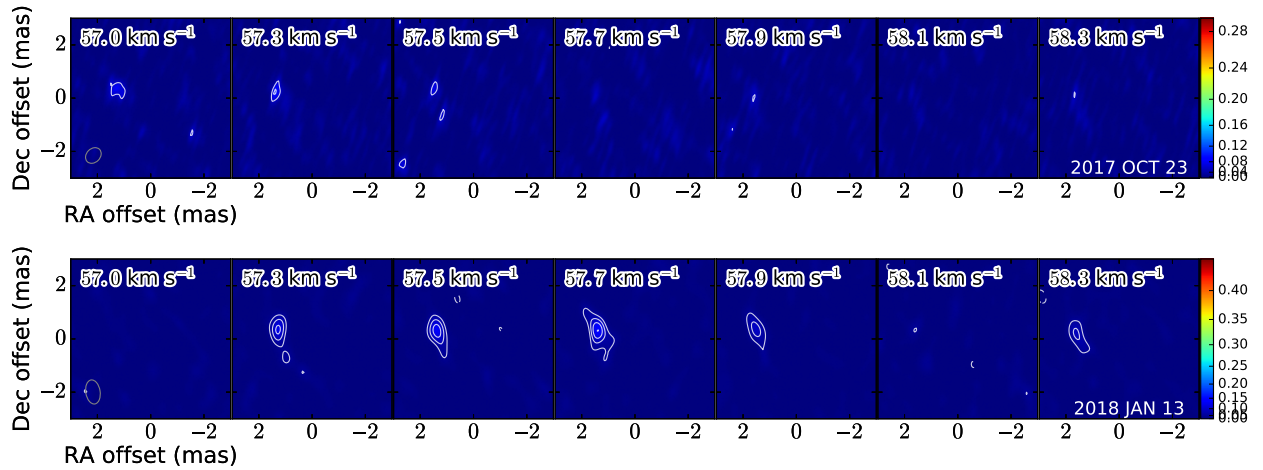 57.0 km s−1 57.3 km s−1 57.5 km s−1 57.7 km s−1 57.9 km s−1 58.1 km s−1 58.3 km s−1
Dec offset (mas)
2
0
−2
2 0 −2 2 0 −2 2 0 −2 2 0 −2 2 0 −2 2 0 −2 2 0 −2
RA offset (mas)
2017 OCT 23
0.28
0.24
0.20
0.16
0.12
0.08
0.04
0.00
57.0 km s−1 57.3 km s−1 57.5 km s−1 57.7 km s−1 57.9 km s−1 58.1 km s−1 58.3 km s−1
Dec offset (mas)
2
0
−2
2 0 −2 2 0 −2 2 0 −2 2 0 −2 2 0 −2 2 0 −2 2 0 −2
RA offset (mas)
2018 JAN 13
0.40
0.35
0.30
0.25
0.20
0.15
0.10
0.00